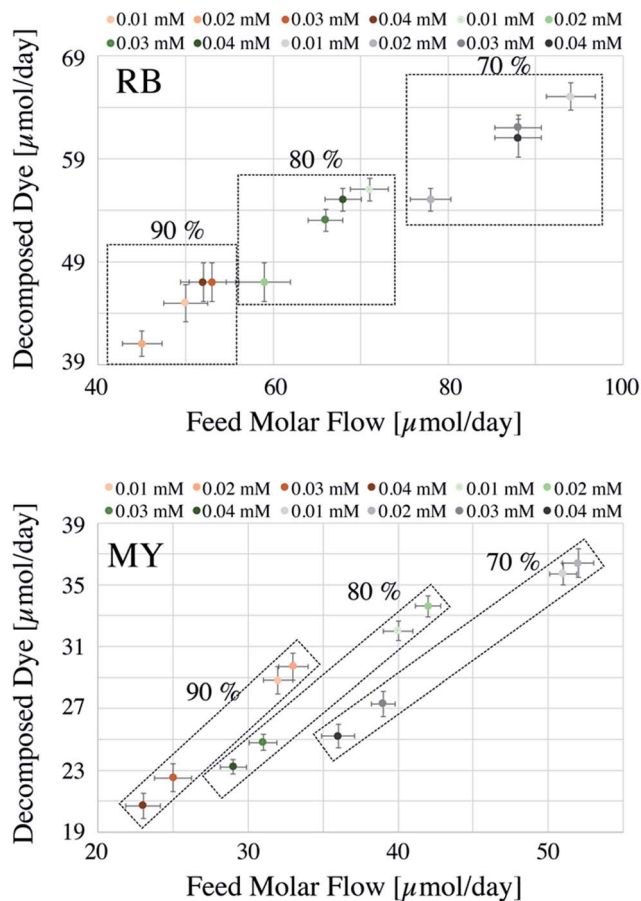 0.01 mM 0.02 mM 0.03 mM 0.04 mM 0.01 mM 0.02 mM
0.03 mM 0.04 mM 0.01 mM 0.02 mM 0.03 mM 0.04 mM
69
RB
70 %
59
80 %
90 %
49
39
40 60 80 100
Decomposed Dye [µmol/day]
Feed Molar Flow [µmol/day]
0.01 mM 0.02 mM 0.03 mM 0.04 mM 0.01 mM 0.02 mM
0.03 mM 0.04 mM 0.01 mM 0.02 mM 0.03 mM 0.04 mM
39
MY
70 %
35
80 %
31
90 %
27
23
19
20 30 40 50
Decomposed Dye [µmol/day]
Feed Molar Flow [µmol/day]